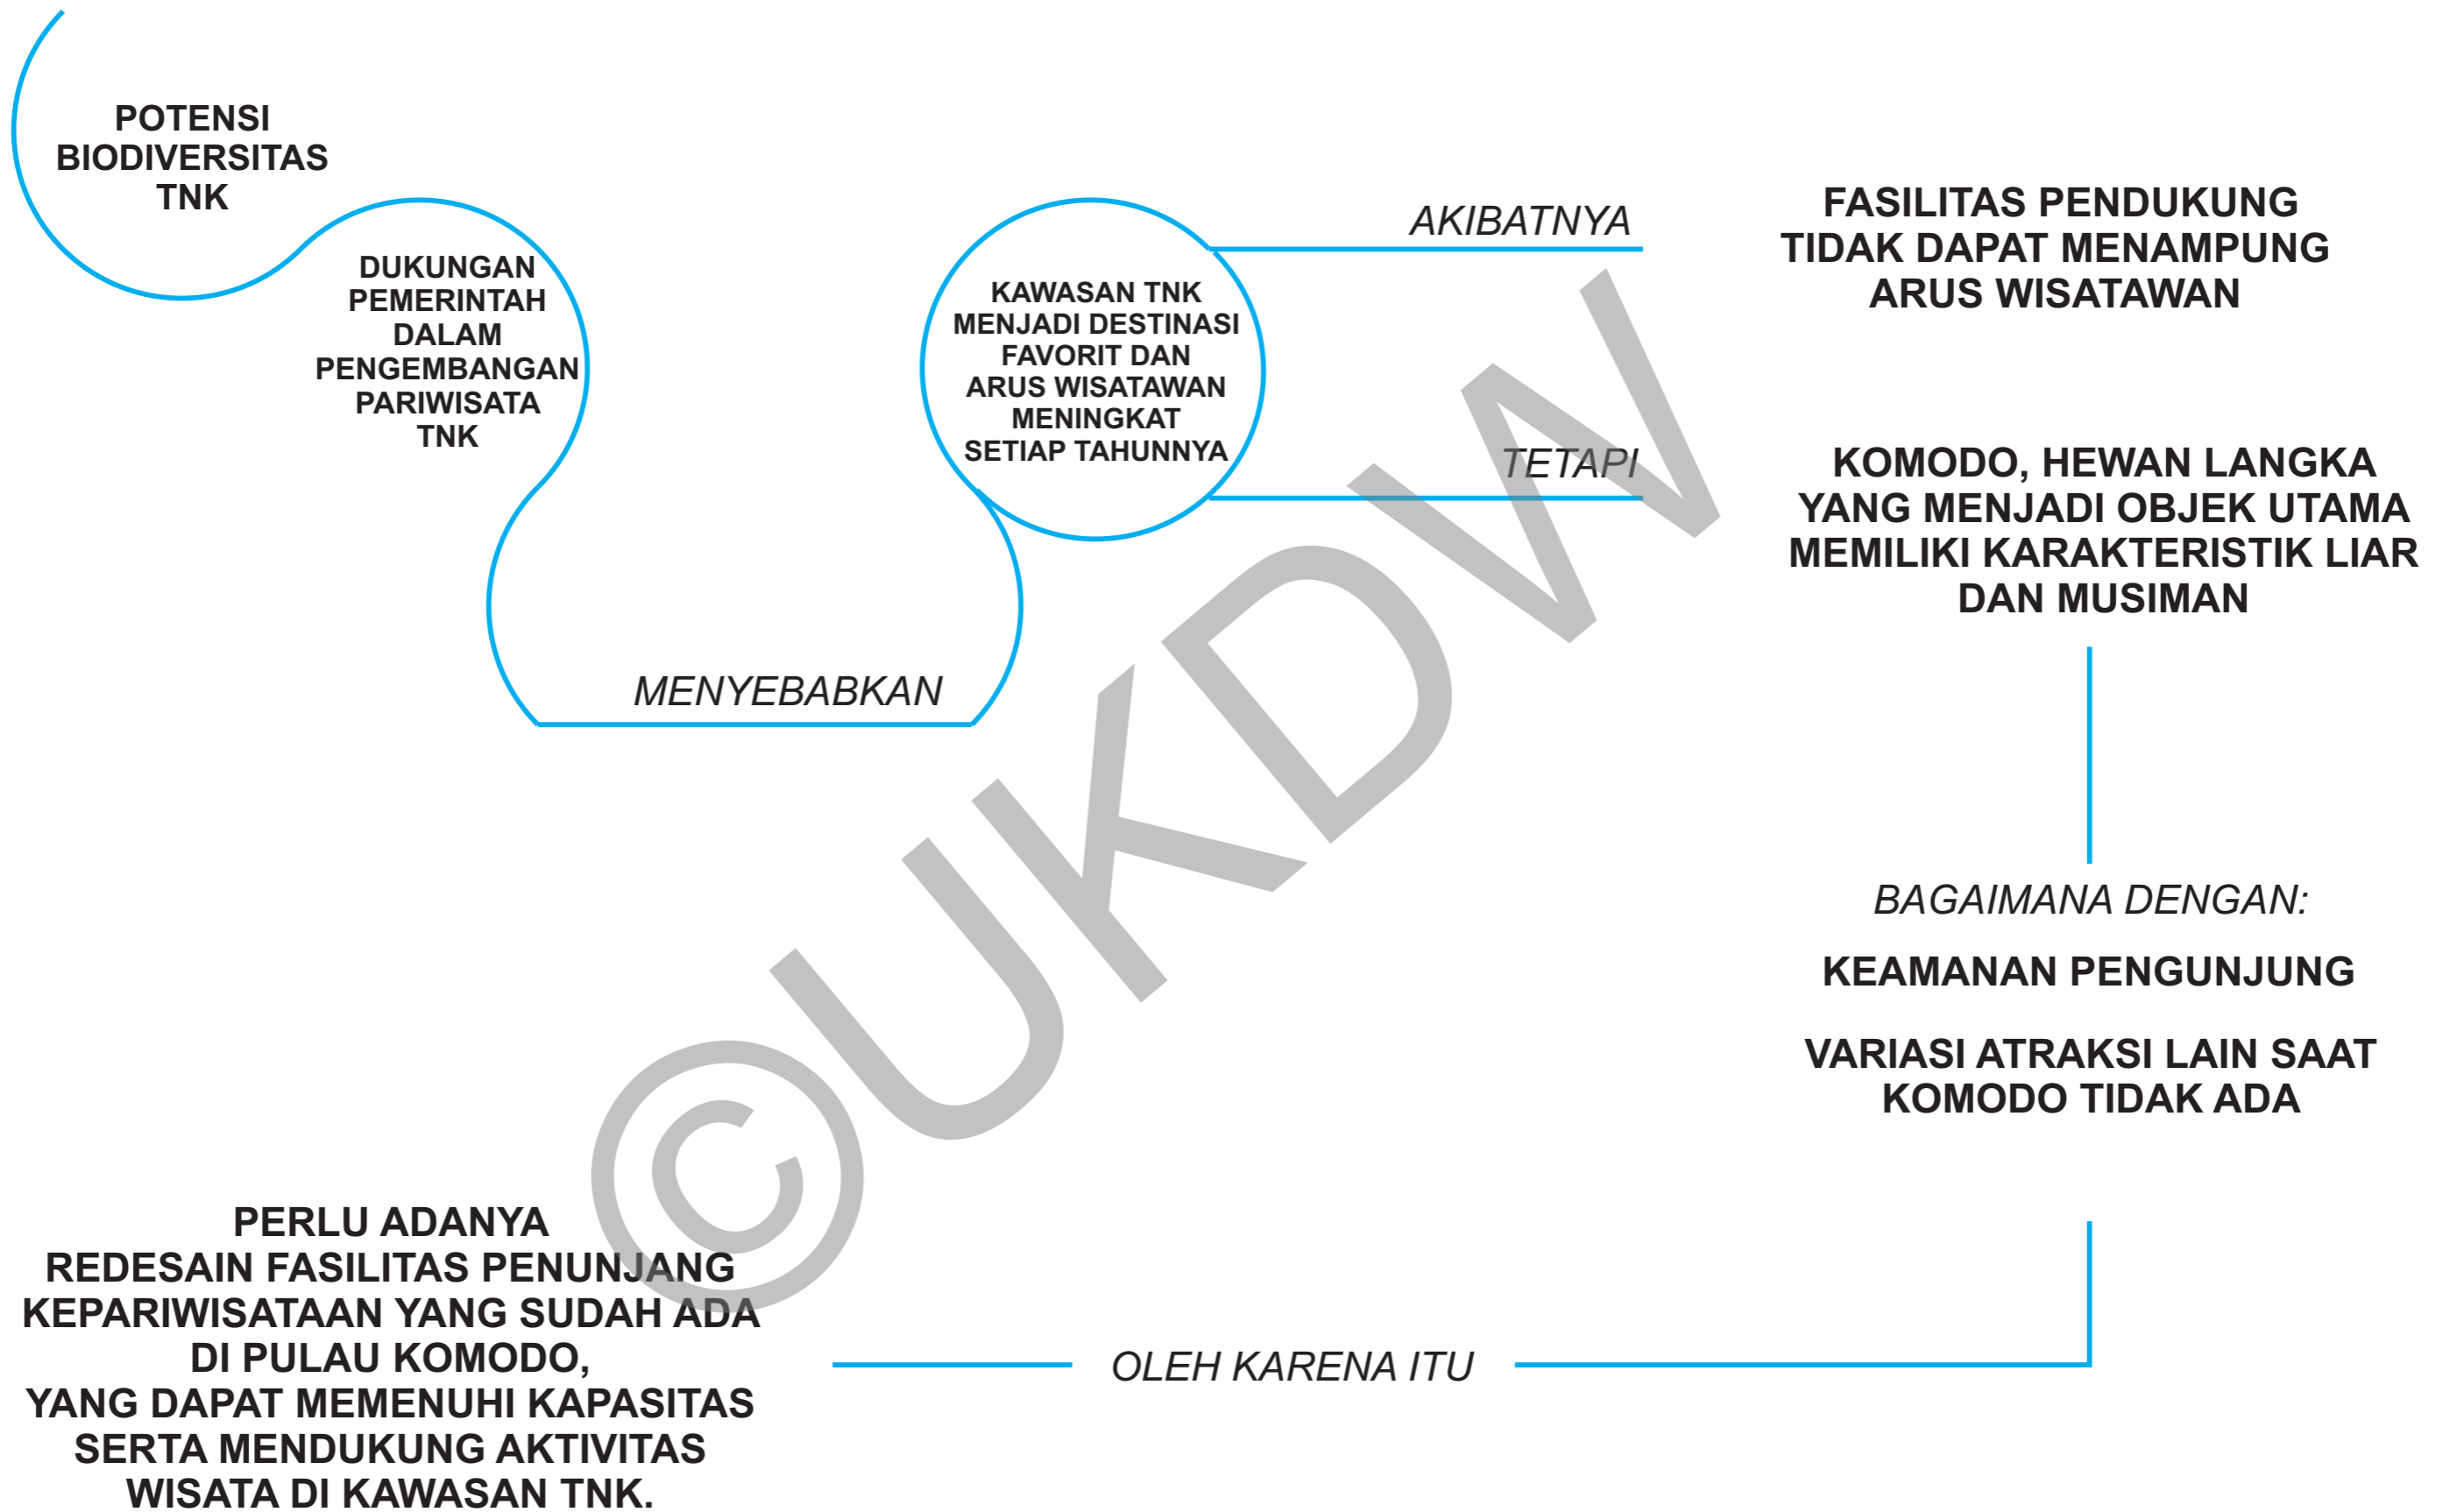 POTENSI
BIODIVERSITAS
TNK
DUKUNGAN
PEMERINTAH
DALAM
PENGEMBANGAN
PARIWISATA
TNK
MENYEBABKAN
KAWASAN TNK
MENJADI DESTINASI
FAVORIT DAN
ARUS WISATAWAN
MENINGKAT
SETIAP TAHUNNYA
AKIBATNYA
FASILITAS PENDUKUNG
TIDAK DAPAT MENAMPUNG
ARUS WISATAWAN
TETAPI
KOMODO, HEWAN LANGKA
YANG MENJADI OBJEK UTAMA
MEMILIKI KARAKTERISTIK LIAR
DAN MUSIMAN
BAGAIMANA DENGAN:
KEAMANAN PENGUNJUNG
VARIASI ATRAKSI LAIN SAAT
KOMODO TIDAK ADA
OLEH KARENA ITU
PERLU ADANYA
REDESAIN FASILITAS PENUNJANG
KEPARIWISATAAN YANG SUDAH ADA
DI PULAU KOMODO,
YANG DAPAT MEMENUHI KAPASITAS
SERTA MENDUKUNG AKTIVITAS
WISATA DI KAWASAN TNK.
©UKDW